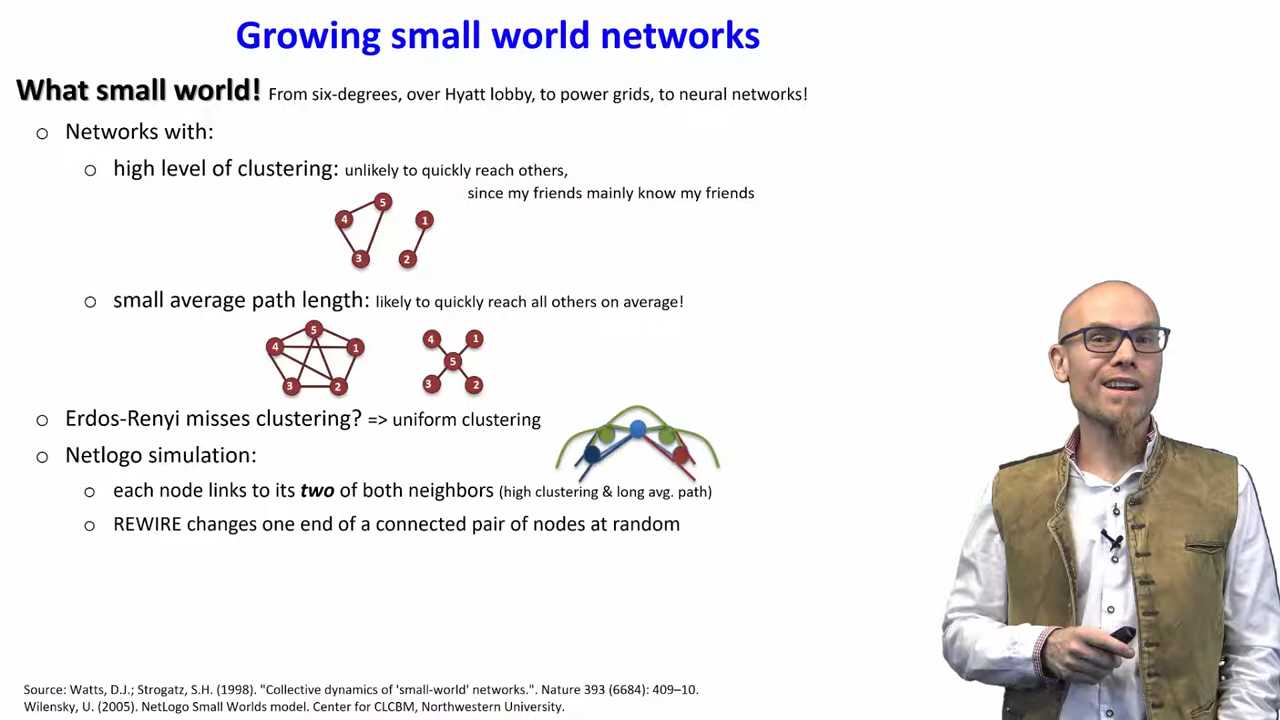 Growing small world networks
What small world! From six-degrees, over Hyatt lobby, to power grids, to neural networks!
o Networks with:
o high level of clustering: unlikely to quickly reach others,
since my friends mainly know my friends
5
4 1
3 2
o small average path length: likely to quickly reach all others on average!
5
4 1 4 1
5
3 2 3 2
o Erdos-Renyi misses clustering? => uniform clustering
o Netlogo simulation:
o each node links to its two of both neighbors (high clustering & long avg. path)
o REWIRE changes one end of a connected pair of nodes at random
Source: Watts, D.J.; Strogatz, S.H. (1998). "Collective dynamics of 'small-world' networks.". Nature 393 (6684): 409–10.
Wilensky, U. (2005). NetLogo Small Worlds model. Center for CLCBM, Northwestern University.